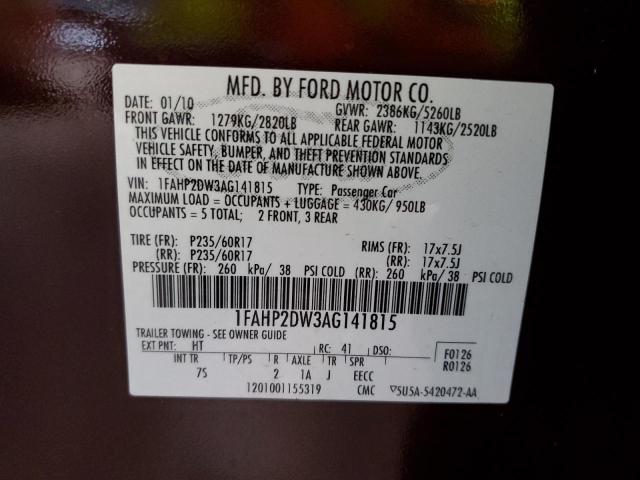 MFD. BY FORD MOTOR CO.
DATE: 01/10 GVWR: 2386KG/5260LB
FRONT GAWR: 1279KG/2820LB REAR GAWR: 1143KG/2520LB
THIS VEHICLE CONFORMS TO ALL APPLICABLE FEDERAL MOTOR
VEHICLE SAFETY, BUMPER, AND THEFT PREVENTION STANDARDS
IN EFFECT ON THE DATE OF MANUFACTURE SHOWN ABOVE.
VIN: 1FAHP2DW3AG141815 TYPE: Passenger Car
MAXIMUM LOAD = OCCUPANTS + LUGGAGE = 430KG/ 950LB
OCCUPANTS = 5 TOTAL; 2 FRONT, 3 REAR
TIRE (FR): P235/60R17 RIMS (FR): 17x7.5J
(RR): P235/60R17 (RR): 17x7.5J
PRESSURE (FR): 260 kPa/ 38 PSI COLD (RR): 260 kPa/ 38 PSI COLD
1FAHP2DW3AG141815
TRAILER TOWING - SEE OWNER GUIDE
EXT PNT: HT RC: 41 DSO: F0126
INT TR TP/PS R AXLE TR SPR R0126
7S 2 1A J EECC
1201001155319 CMC ▽5U5A-5420472-AA